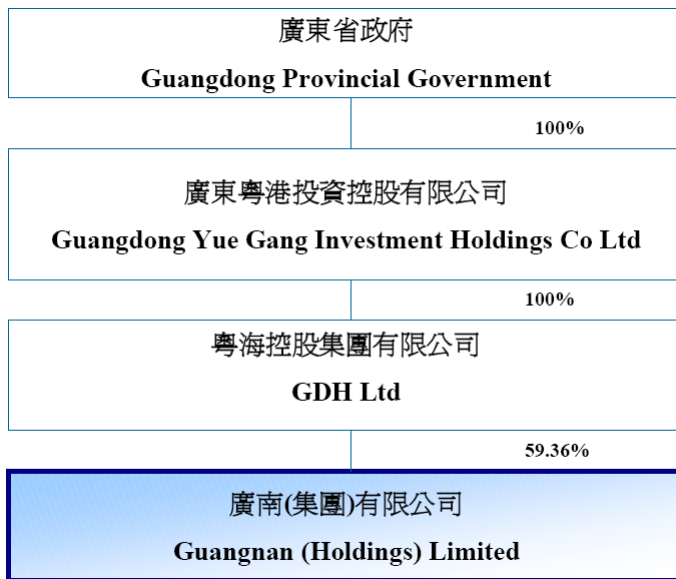 廣東省政府
Guangdong Provincial Government
100%
廣東粵港投資控股有限公司
Guangdong Yue Gang Investment Holdings Co Ltd
100%
粵海控股集團有限公司
GDH Ltd
59.36%
廣南(集團)有限公司
Guangnan (Holdings) Limited